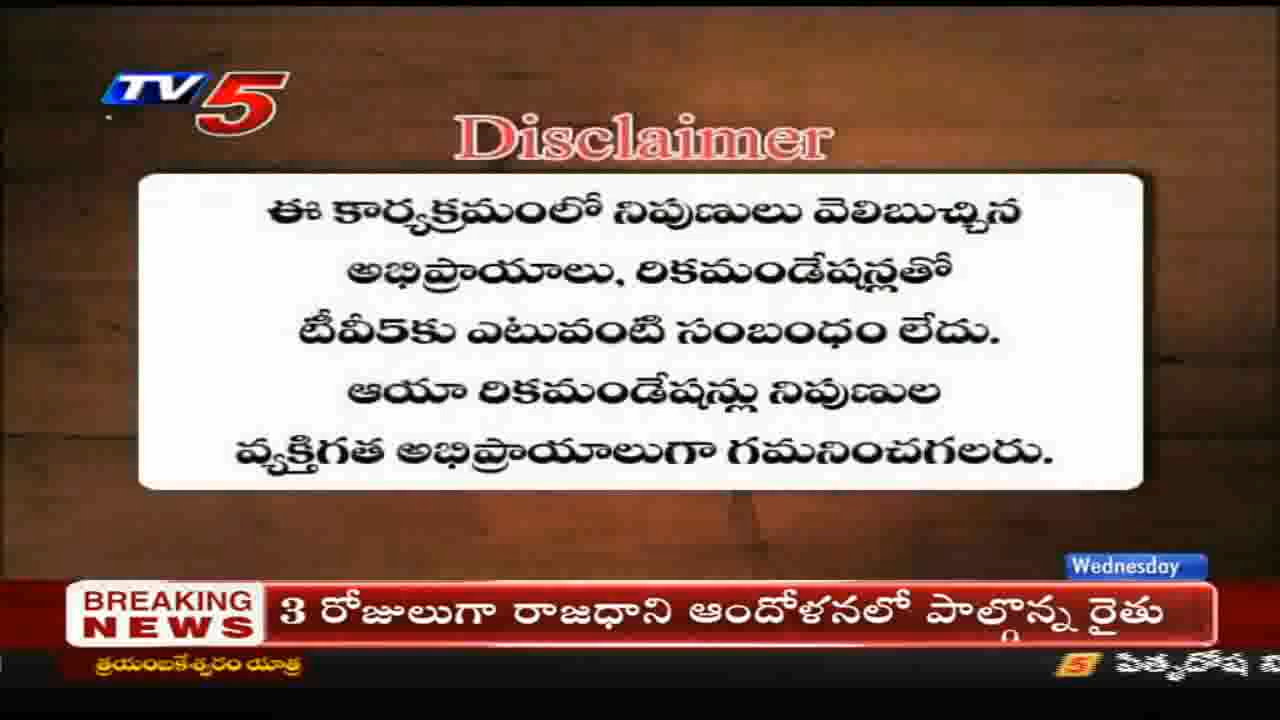 TV5
Disclaimer
ఈ కార్యక్రమంలో నిపుణులు వెలిబుచ్చిన
అభిప్రాయాలు, రికమండేషన్లతో
టీవీ5కు ఎటువంటి సంబంధం లేదు.
ఆయా రికమండేషన్లు నిపుణుల
వ్యక్తిగత అభిప్రాయాలుగా గమనించగలరు.
Wednesday
BREAKING NEWS
3 రోజులుగా రాజధాని ఆందోళనలో పాల్గొన్న రైతు
త్రయంబకేశ్వరం యాత్ర
5 పితృదోష